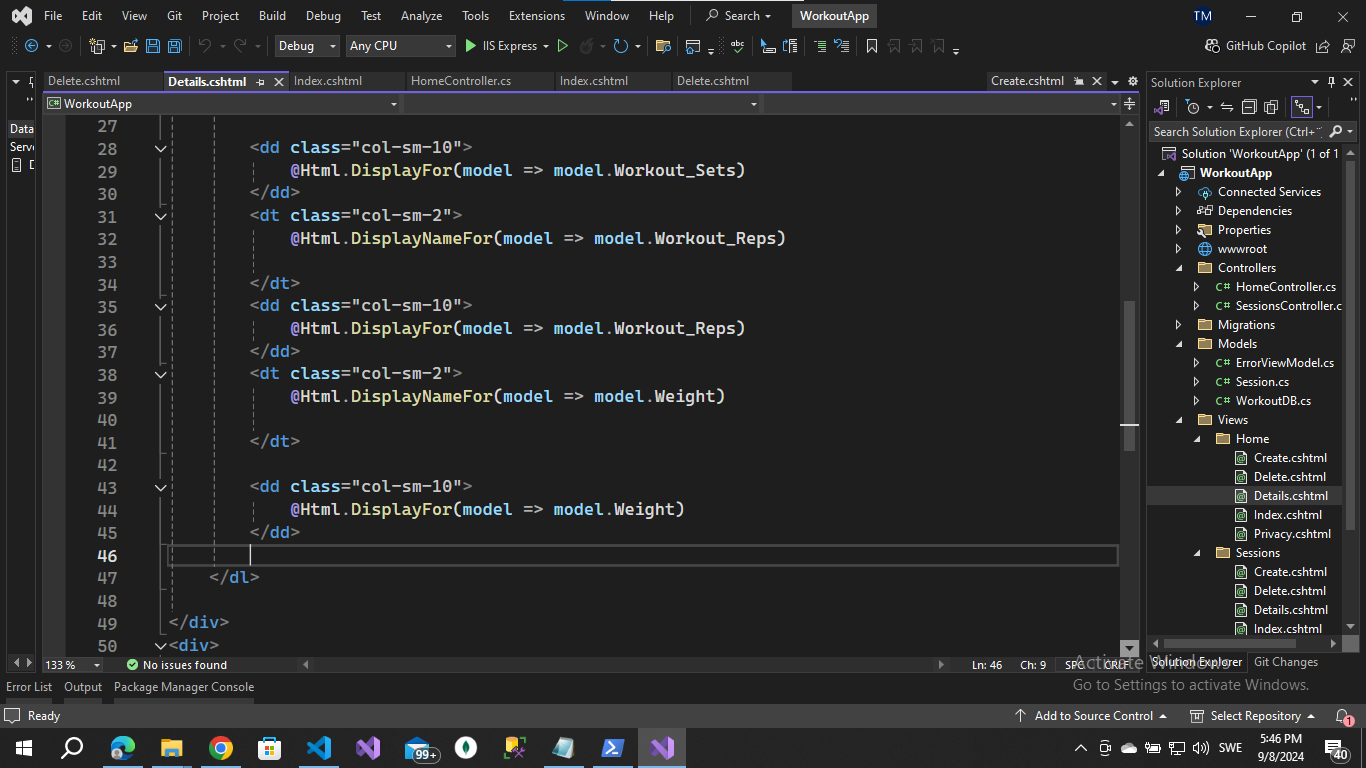 File Edit View Git Project Build Debug Test Analyze Tools Extensions Window Help Search WorkoutApp TM
Debug Any CPU IIS Express GitHub Copilot
Delete.cshtml Details.cshtml Index.cshtml HomeController.cs Index.cshtml Delete.cshtml Create.cshtml
C# WorkoutApp
Data
Serv
27
28 <dd class="col-sm-10">
29 @Html.DisplayFor(model => model.Workout_Sets)
30 </dd>
31 <dt class="col-sm-2">
32 @Html.DisplayNameFor(model => model.Workout_Reps)
33
34 </dt>
35 <dd class="col-sm-10">
36 @Html.DisplayFor(model => model.Workout_Reps)
37 </dd>
38 <dt class="col-sm-2">
39 @Html.DisplayNameFor(model => model.Weight)
40
41 </dt>
42
43 <dd class="col-sm-10">
44 @Html.DisplayFor(model => model.Weight)
45 </dd>
46
47 </dl>
48
49 </div>
50 <div>
133 % No issues found Ln: 46 Ch: 9 SPC CRLF
Solution Explorer
Search Solution Explorer (Ctrl+
Solution 'WorkoutApp' (1 of 1
WorkoutApp
Connected Services
Dependencies
Properties
wwwroot
Controllers
C# HomeController.cs
C# SessionsController.c
Migrations
Models
C# ErrorViewModel.cs
C# Session.cs
C# WorkoutDB.cs
Views
Home
Create.cshtml
Delete.cshtml
Details.cshtml
Index.cshtml
Privacy.cshtml
Sessions
Create.cshtml
Delete.cshtml
Details.cshtml
Index.cshtml
Solution Explorer Git Changes
Activate Windows
Go to Settings to activate Windows.
Error List Output Package Manager Console
Ready Add to Source Control Select Repository 1
99+ SWE 5:46 PM
9/8/2024 40